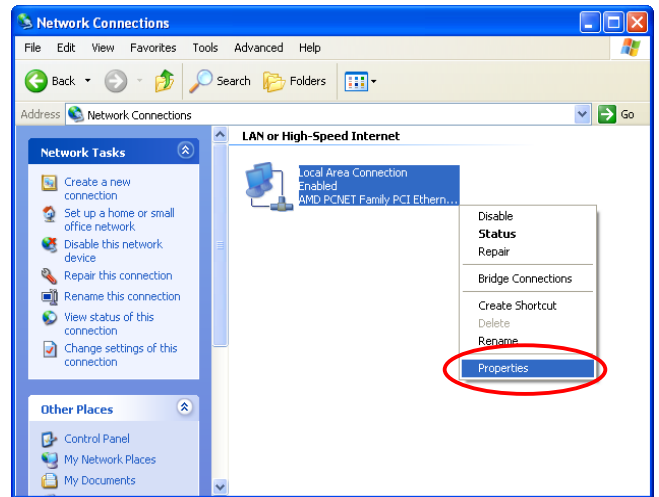 Network Connections
File Edit View Favorites Tools Advanced Help
Back Search Folders
Address Network Connections Go
Network Tasks
Create a new
connection
Set up a home or small
office network
Disable this network
device
Repair this connection
Rename this connection
View status of this
connection
Change settings of this
connection
Other Places
Control Panel
My Network Places
My Documents
LAN or High-Speed Internet
Local Area Connection
Enabled
AMD PCNET Family PCI Ethern...
Disable
Status
Repair
Bridge Connections
Create Shortcut
Delete
Rename
Properties